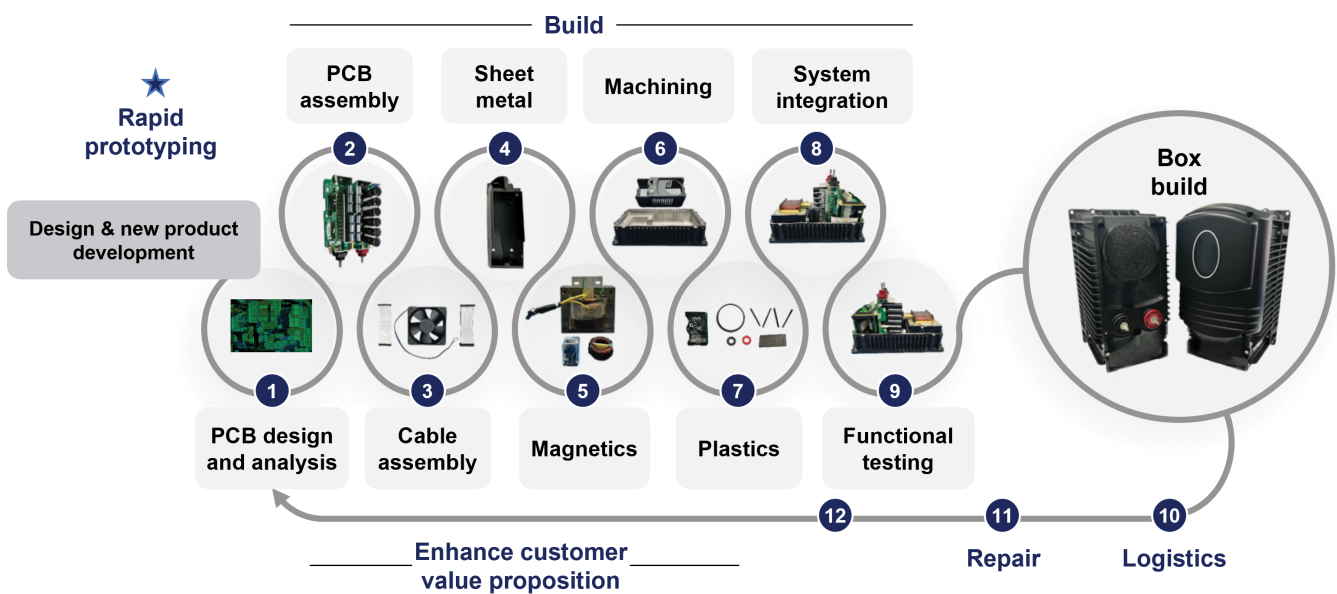 Build
PCB
assembly
Sheet
metal
Machining
System
integration
Rapid
prototyping
2
4
6
8
Box
build
Design & new product
development
1
3
5
7
9
PCB design
and analysis
Cable
assembly
Magnetics
Plastics
Functional
testing
12
11
10
Enhance customer
value proposition
Repair
Logistics